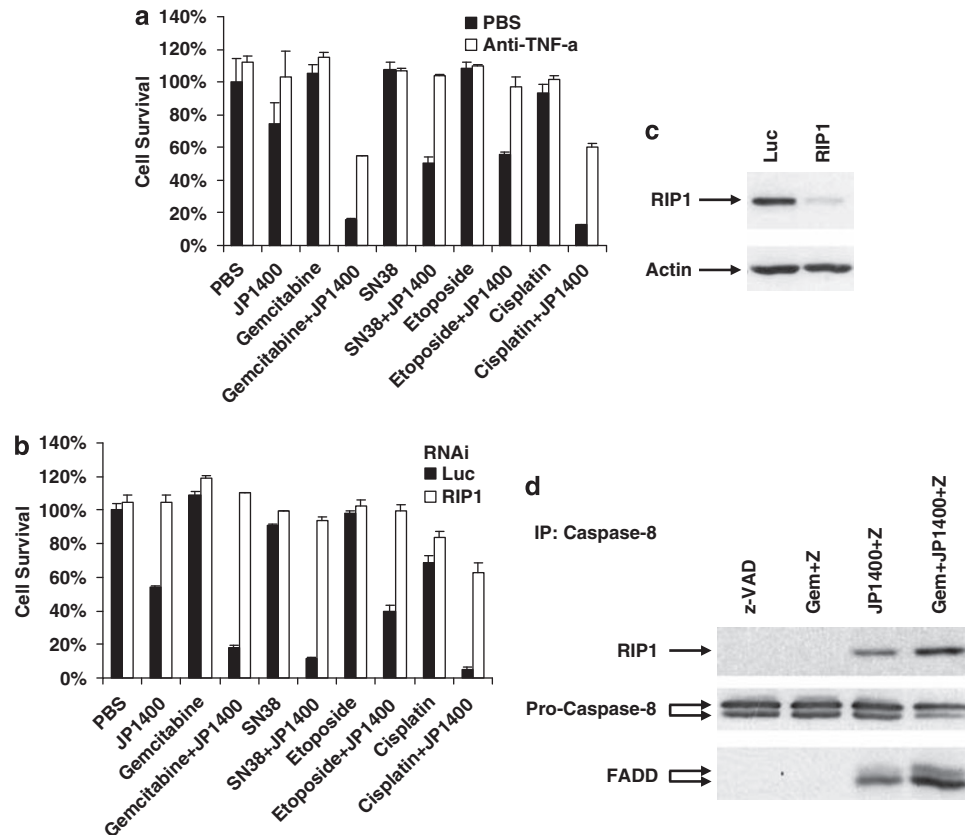 a
140%
120%
100%
80%
60%
40%
20%
0%
Cell Survival
PBS
Anti-TNF-a
PBS
JP1400
Gemcitabine
Gemcitabine+JP1400
SN38
SN38+JP1400
Etoposide
Etoposide+JP1400
Cisplatin
Cisplatin+JP1400
b
140%
120%
100%
80%
60%
40%
20%
0%
Cell Survival
RNAi
Luc
RIP1
PBS
JP1400
Gemcitabine
Gemcitabine+JP1400
SN38
SN38+JP1400
Etoposide
Etoposide+JP1400
Cisplatin
Cisplatin+JP1400
c
Luc
RIP1
RIP1
Actin
d
IP: Caspase-8
z-VAD
Gem+Z
JP1400+Z
Gem+JP1400+Z
RIP1
Pro-Caspase-8
FADD